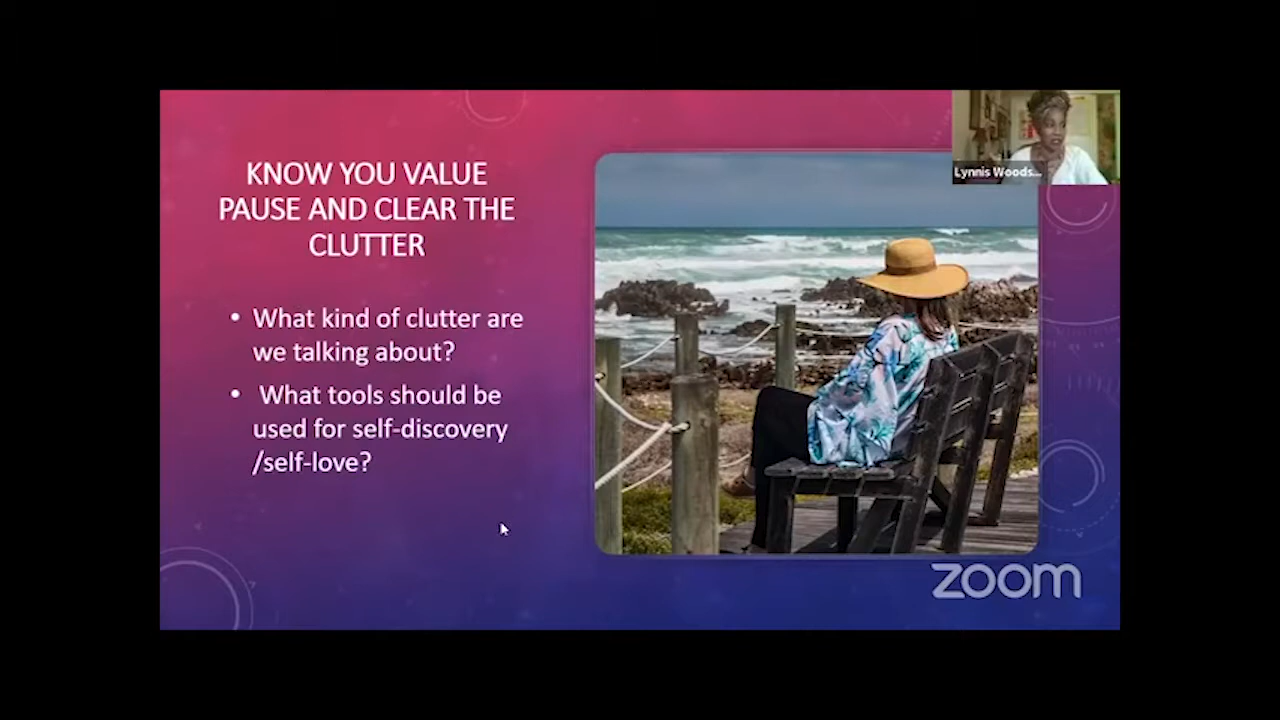 KNOW YOU VALUE
PAUSE AND CLEAR THE
CLUTTER
• What kind of clutter are
we talking about?
• What tools should be
used for self-discovery
/self-love?
Lynnis Woods...
zoom